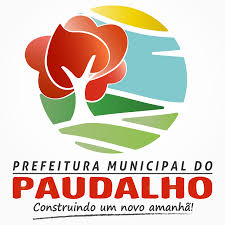 PREFEITURA MUNICIPAL DO
PAUDALHO
Construindo um novo amanhã!